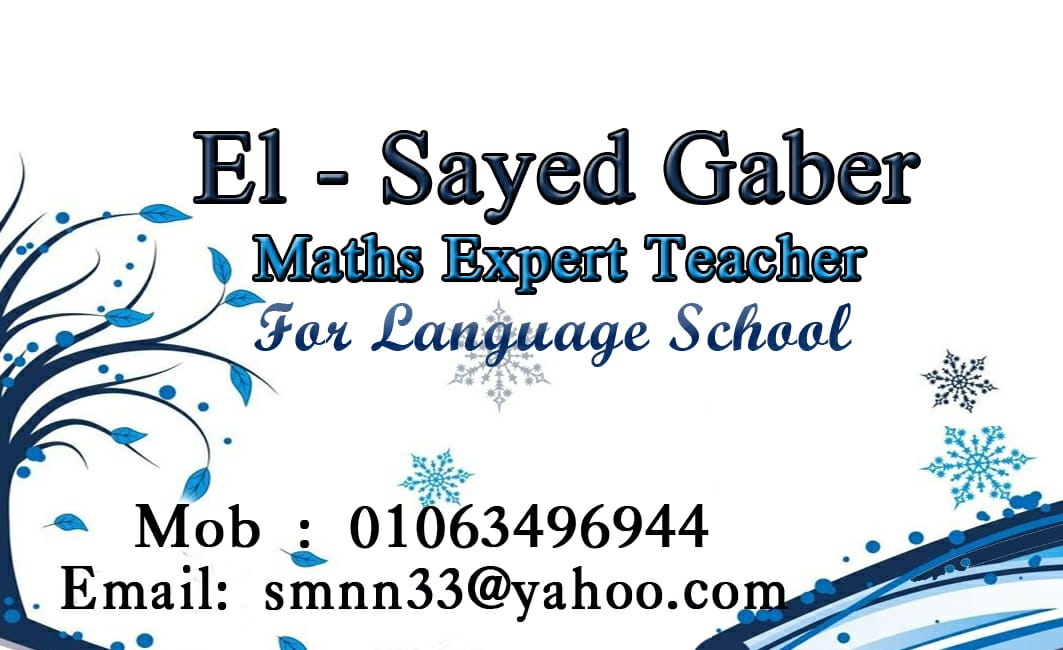 El - Sayed Gaber
Maths Expert Teacher
For Language School
Mob : 01063496944
Email: smnn33@yahoo.com